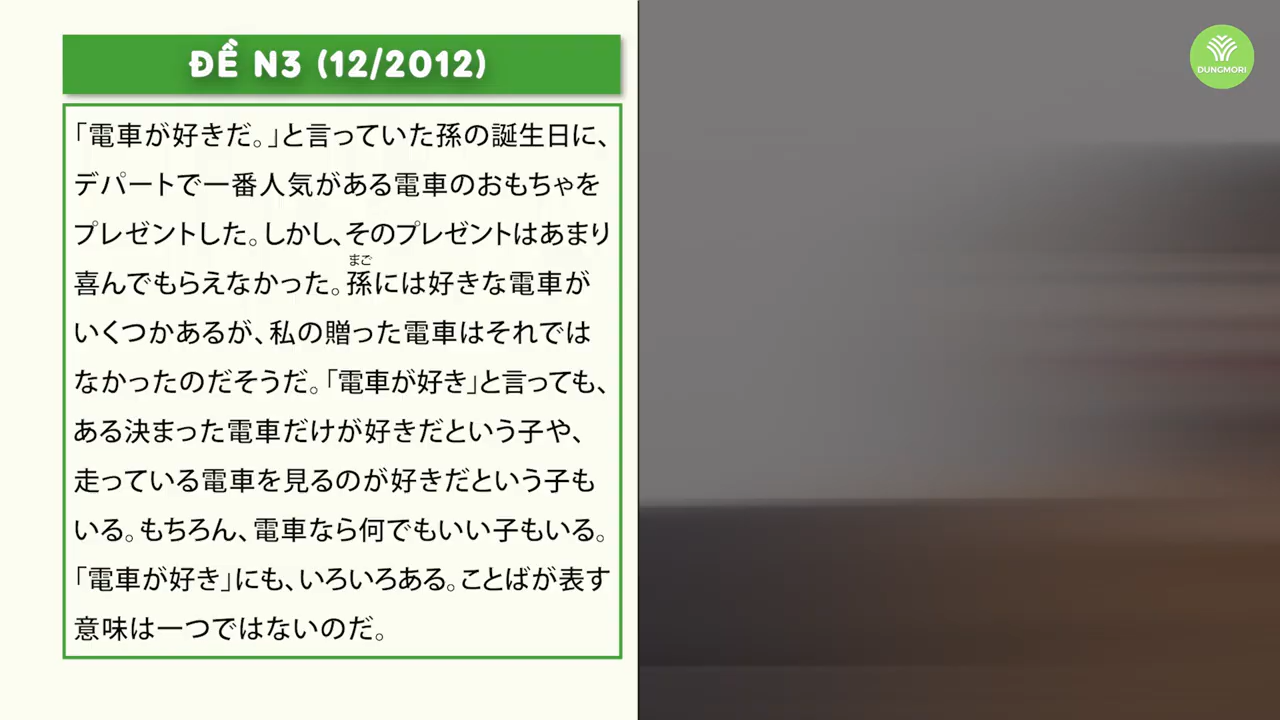 ĐỀ N3 (12/2012)
DUNGMORI
「電車が好きだ。」と言っていた孫の誕生日に、
デパートで一番人気がある電車のおもちゃを
プレゼントした。しかし、そのプレゼントはあまり
まご
喜んでもらえなかった。孫には好きな電車が
いくつかあるが、私の贈った電車はそれでは
なかったのだそうだ。「電車が好き」と言っても、
ある決まった電車だけが好きだという子や、
走っている電車を見るのが好きだという子も
いる。もちろん、電車なら何でもいい子もいる。
「電車が好き」にも、いろいろある。ことばが表す
意味は一つではないのだ。